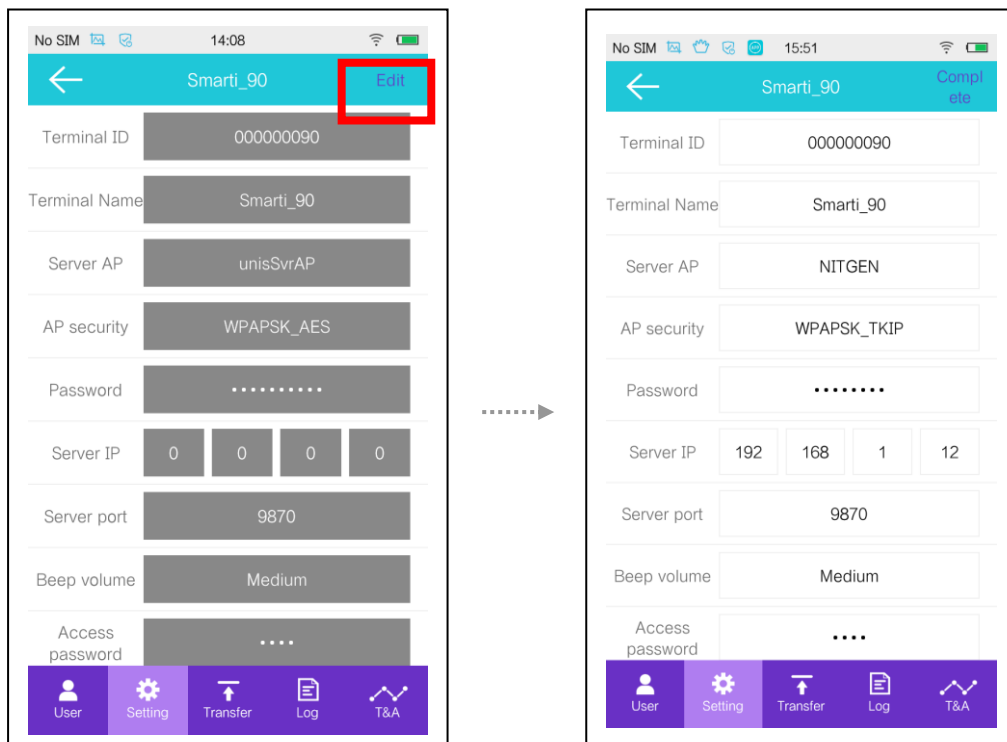 No SIM 14:08
Smarti_90 Edit
Terminal ID 000000090
Terminal Name Smarti_90
Server AP unisSvrAP
AP security WPAPSK_AES
Password ••••••••••
Server IP 0 0 0 0
Server port 9870
Beep volume Medium
Access
password ••••
User Setting Transfer Log T&A
No SIM 15:51
Smarti_90 Compl
ete
Terminal ID 000000090
Terminal Name Smarti_90
Server AP NITGEN
AP security WPAPSK_TKIP
Password ••••••••
Server IP 192 168 1 12
Server port 9870
Beep volume Medium
Access
password ••••
User Setting Transfer Log T&A